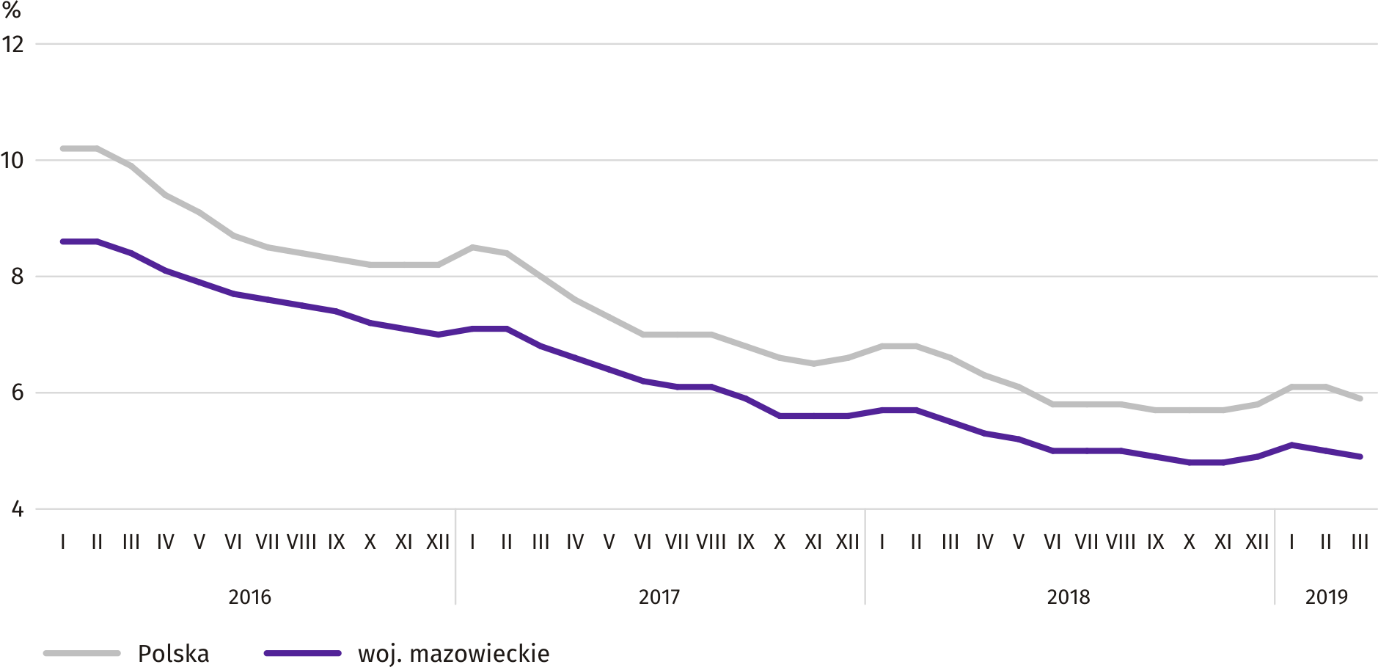 %
12
10
8
6
4
I II III IV V VI VII VIII IX X XI XII I II III IV V VI VII VIII IX X XI XII I II III IV V VI VII VIII IX X XI XII I II III
2016 2017 2018 2019
Polska woj. mazowieckie